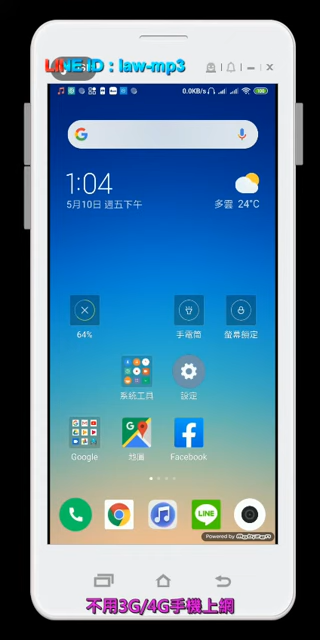 LINE ID：law-mp3
0.0KB/s
1:04
5月10日 週五下午
多雲 24°C
64%
手電筒
螢幕鎖定
系統工具
設定
Google
地圖
Facebook
LINE
Powered by
不用3G/4G手機上網